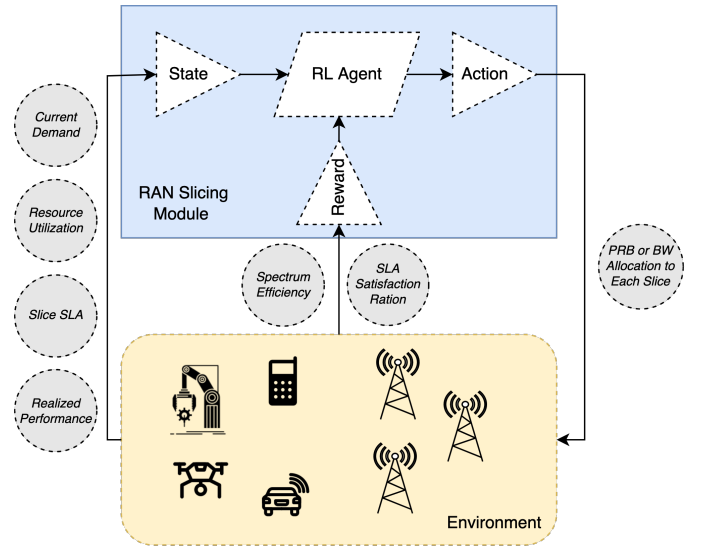 State
RL Agent
Action
Reward
RAN Slicing
Module
Current
Demand
Resource
Utilization
Slice SLA
Realized
Performance
Spectrum
Efficiency
SLA
Satisfaction
Ration
PRB or BW
Allocation to
Each Slice
Environment